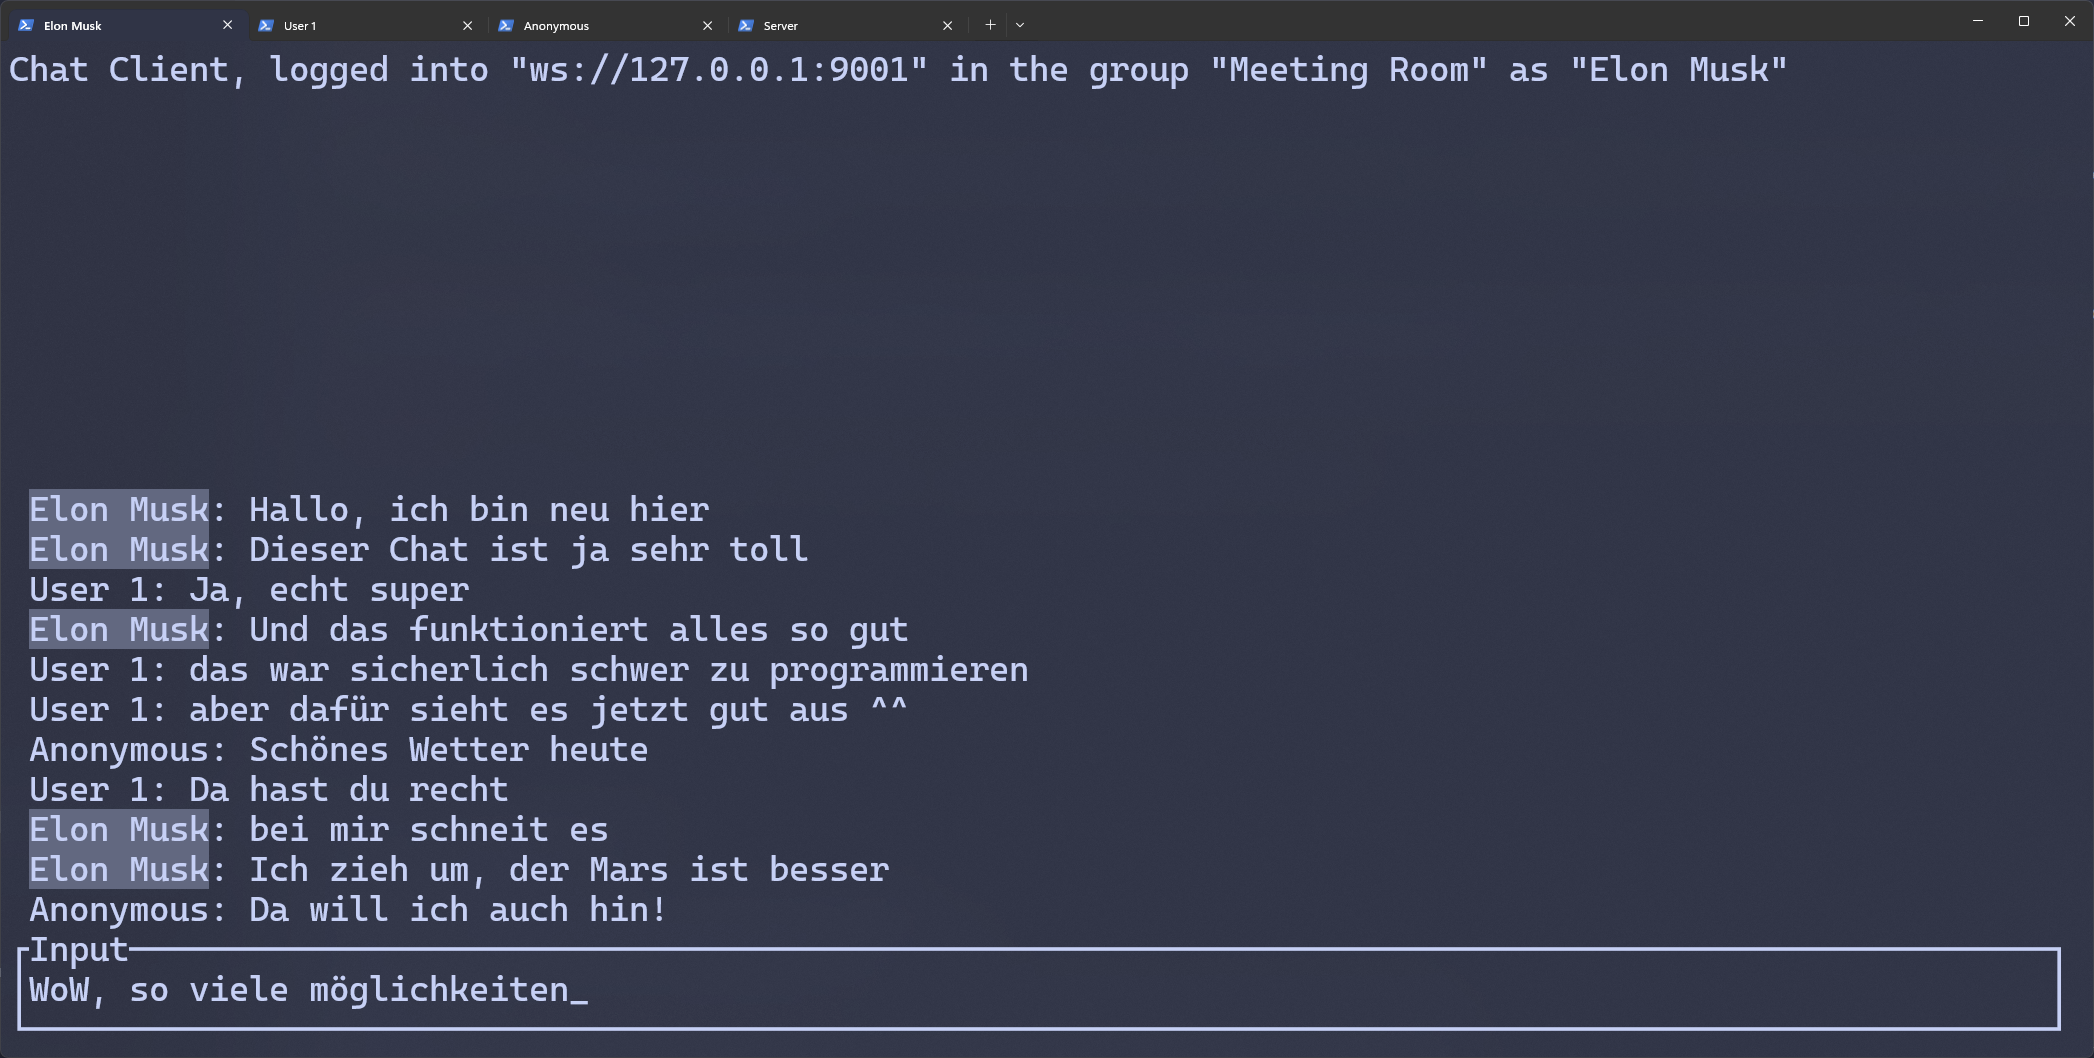 Elon Musk User 1 Anonymous Server
Chat Client, logged into "ws://127.0.0.1:9001" in the group "Meeting Room" as "Elon Musk"
Elon Musk: Hallo, ich bin neu hier
Elon Musk: Dieser Chat ist ja sehr toll
User 1: Ja, echt super
Elon Musk: Und das funktioniert alles so gut
User 1: das war sicherlich schwer zu programmieren
User 1: aber dafür sieht es jetzt gut aus ^^
Anonymous: Schönes Wetter heute
User 1: Da hast du recht
Elon Musk: bei mir schneit es
Elon Musk: Ich zieh um, der Mars ist besser
Anonymous: Da will ich auch hin!
Input
WoW, so viele möglichkeiten_